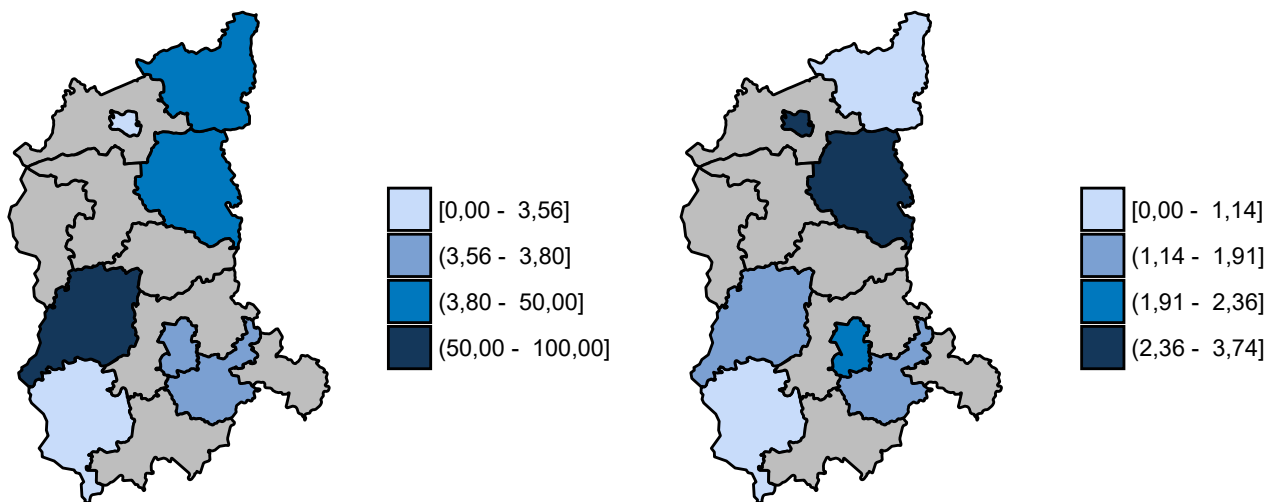 [0,00 - 3,56]
(3,56 - 3,80]
(3,80 - 50,00]
(50,00 - 100,00]
[0,00 - 1,14]
(1,14 - 1,91]
(1,91 - 2,36]
(2,36 - 3,74]